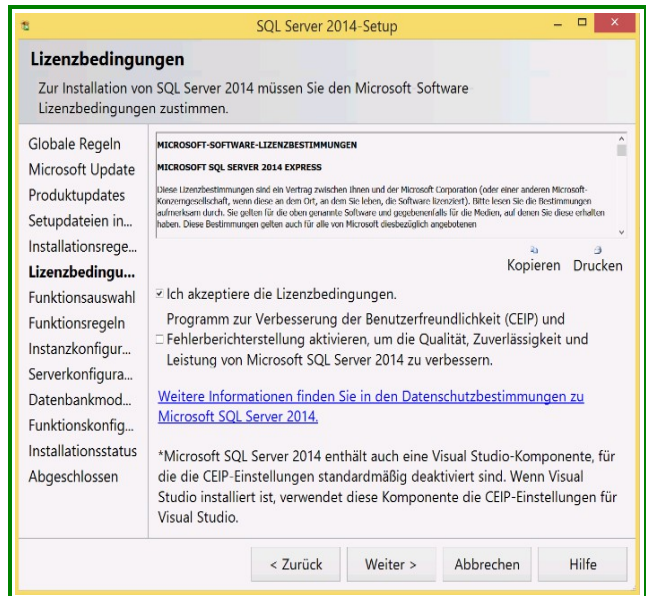 SQL Server 2014-Setup
Lizenzbedingungen
Zur Installation von SQL Server 2014 müssen Sie den Microsoft Software
Lizenzbedingungen zustimmen.
Globale Regeln
Microsoft Update
Produktupdates
Setupdateien in...
Installationsrege...
Lizenzbedingu...
Funktionsauswahl
Funktionsregeln
Instanzkonfigur...
Serverkonfigura...
Datenbankmod...
Funktionskonfig...
Installationsstatus
Abgeschlossen
MICROSOFT-SOFTWARE-LIZENZBESTIMMUNGEN
MICROSOFT SQL SERVER 2014 EXPRESS
Diese Lizenzbestimmungen sind ein Vertrag zwischen Ihnen und der Microsoft Corporation (oder einer anderen Microsoft-
Konzerngesellschaft, wenn diese an dem Ort, an dem Sie leben, die Software lizenziert). Bitte lesen Sie die Bestimmungen
aufmerksam durch. Sie gelten für die oben genannte Software und gegebenenfalls für die Medien, auf denen Sie diese erhalten
haben. Diese Bestimmungen gelten auch für alle von Microsoft diesbezüglich angebotenen
Kopieren Drucken
Ich akzeptiere die Lizenzbedingungen.
Programm zur Verbesserung der Benutzerfreundlichkeit (CEIP) und
Fehlerberichterstellung aktivieren, um die Qualität, Zuverlässigkeit und
Leistung von Microsoft SQL Server 2014 zu verbessern.
Weitere Informationen finden Sie in den Datenschutzbestimmungen zu
Microsoft SQL Server 2014.
*Microsoft SQL Server 2014 enthält auch eine Visual Studio-Komponente, für
die die CEIP-Einstellungen standardmäßig deaktiviert sind. Wenn Visual
Studio installiert ist, verwendet diese Komponente die CEIP-Einstellungen für
Visual Studio.
< Zurück Weiter > Abbrechen Hilfe